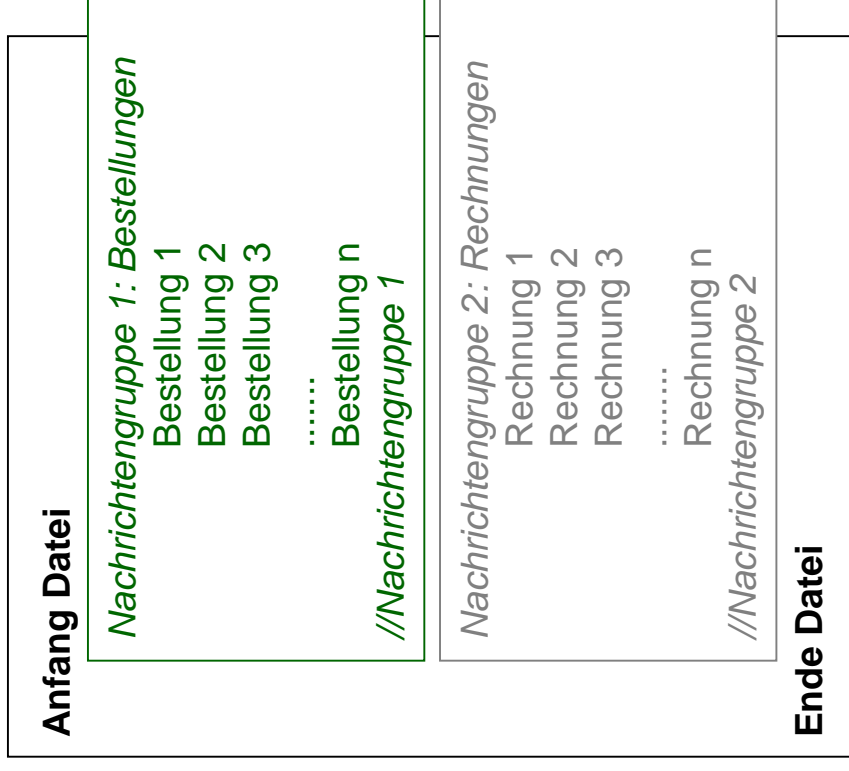 Anfang Datei
Nachrichtengruppe 1: Bestellungen
Bestellung 1
Bestellung 2
Bestellung 3
.......
Bestellung n
//Nachrichtengruppe 1
Nachrichtengruppe 2: Rechnungen
Rechnung 1
Rechnung 2
Rechnung 3
........
Rechnung n
//Nachrichtengruppe 2
Ende Datei